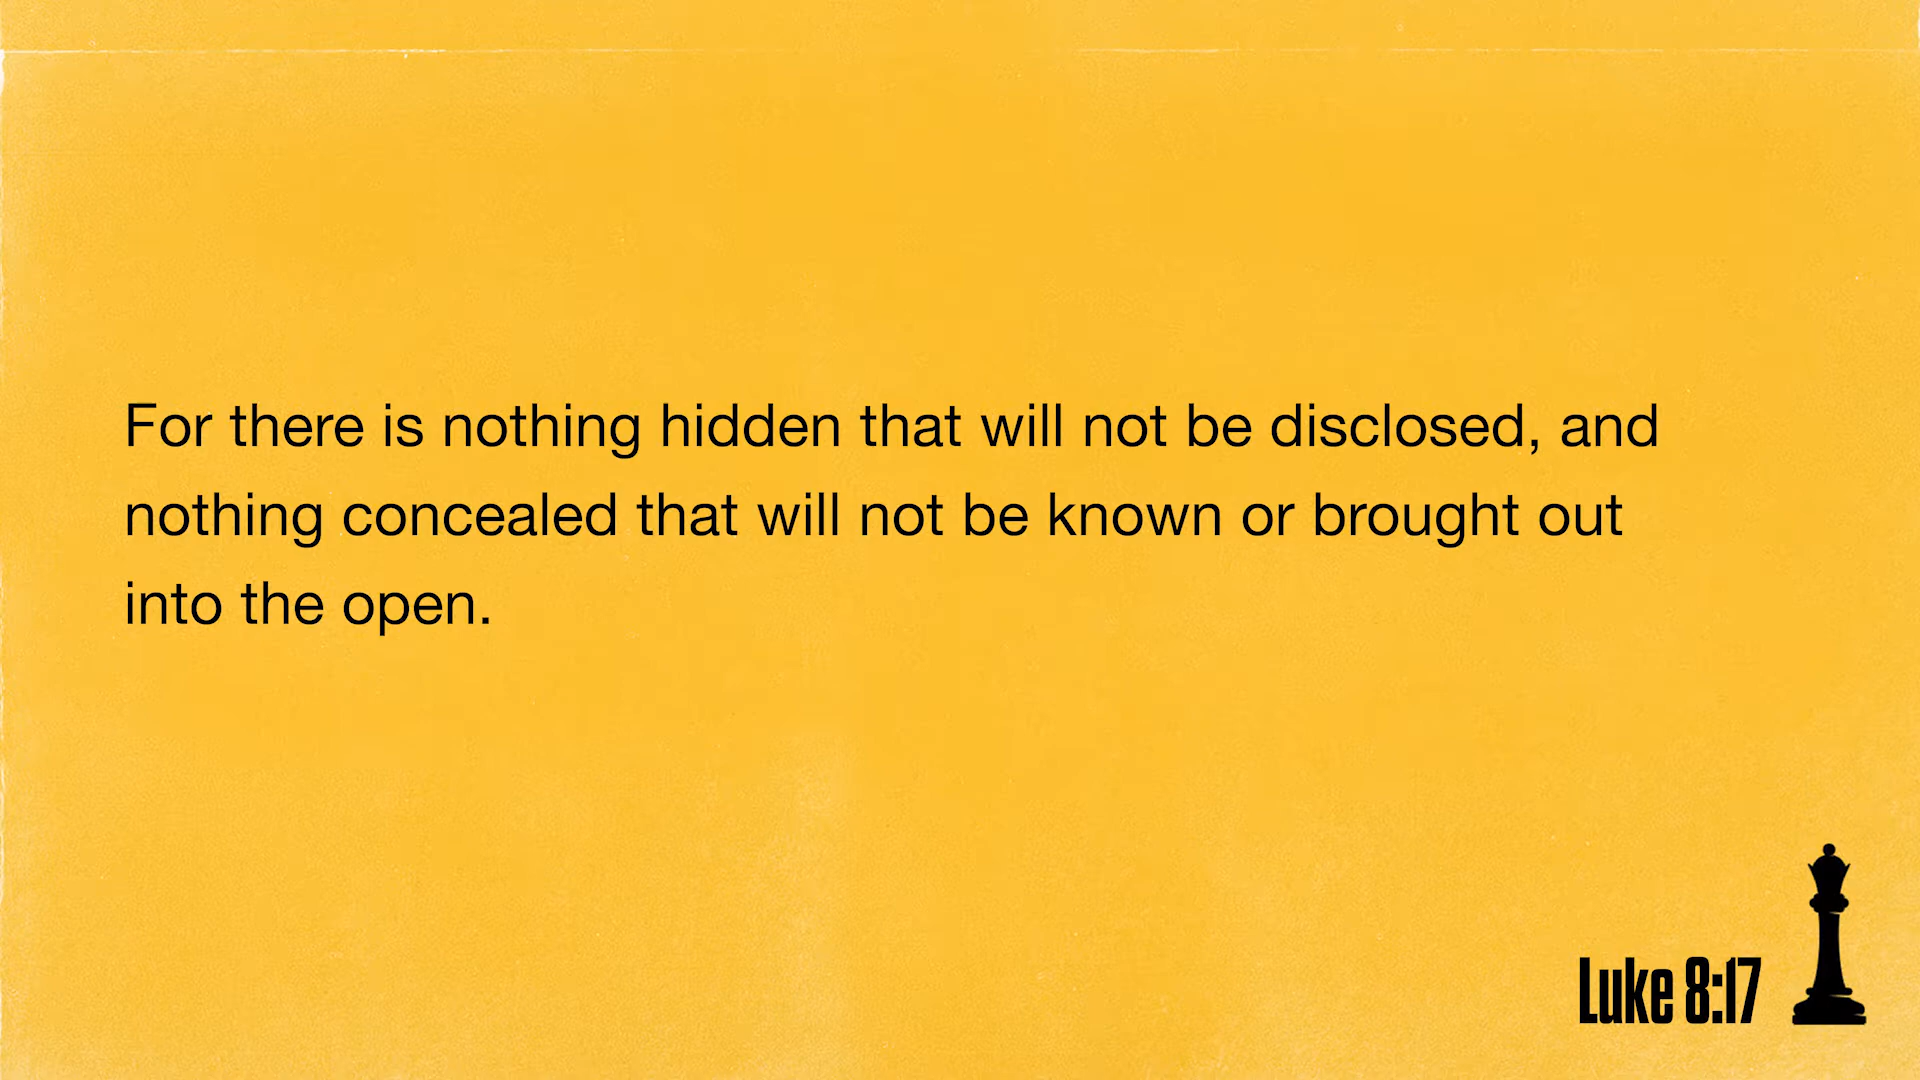 For there is nothing hidden that will not be disclosed, and
nothing concealed that will not be known or brought out
into the open.
Luke 8:17